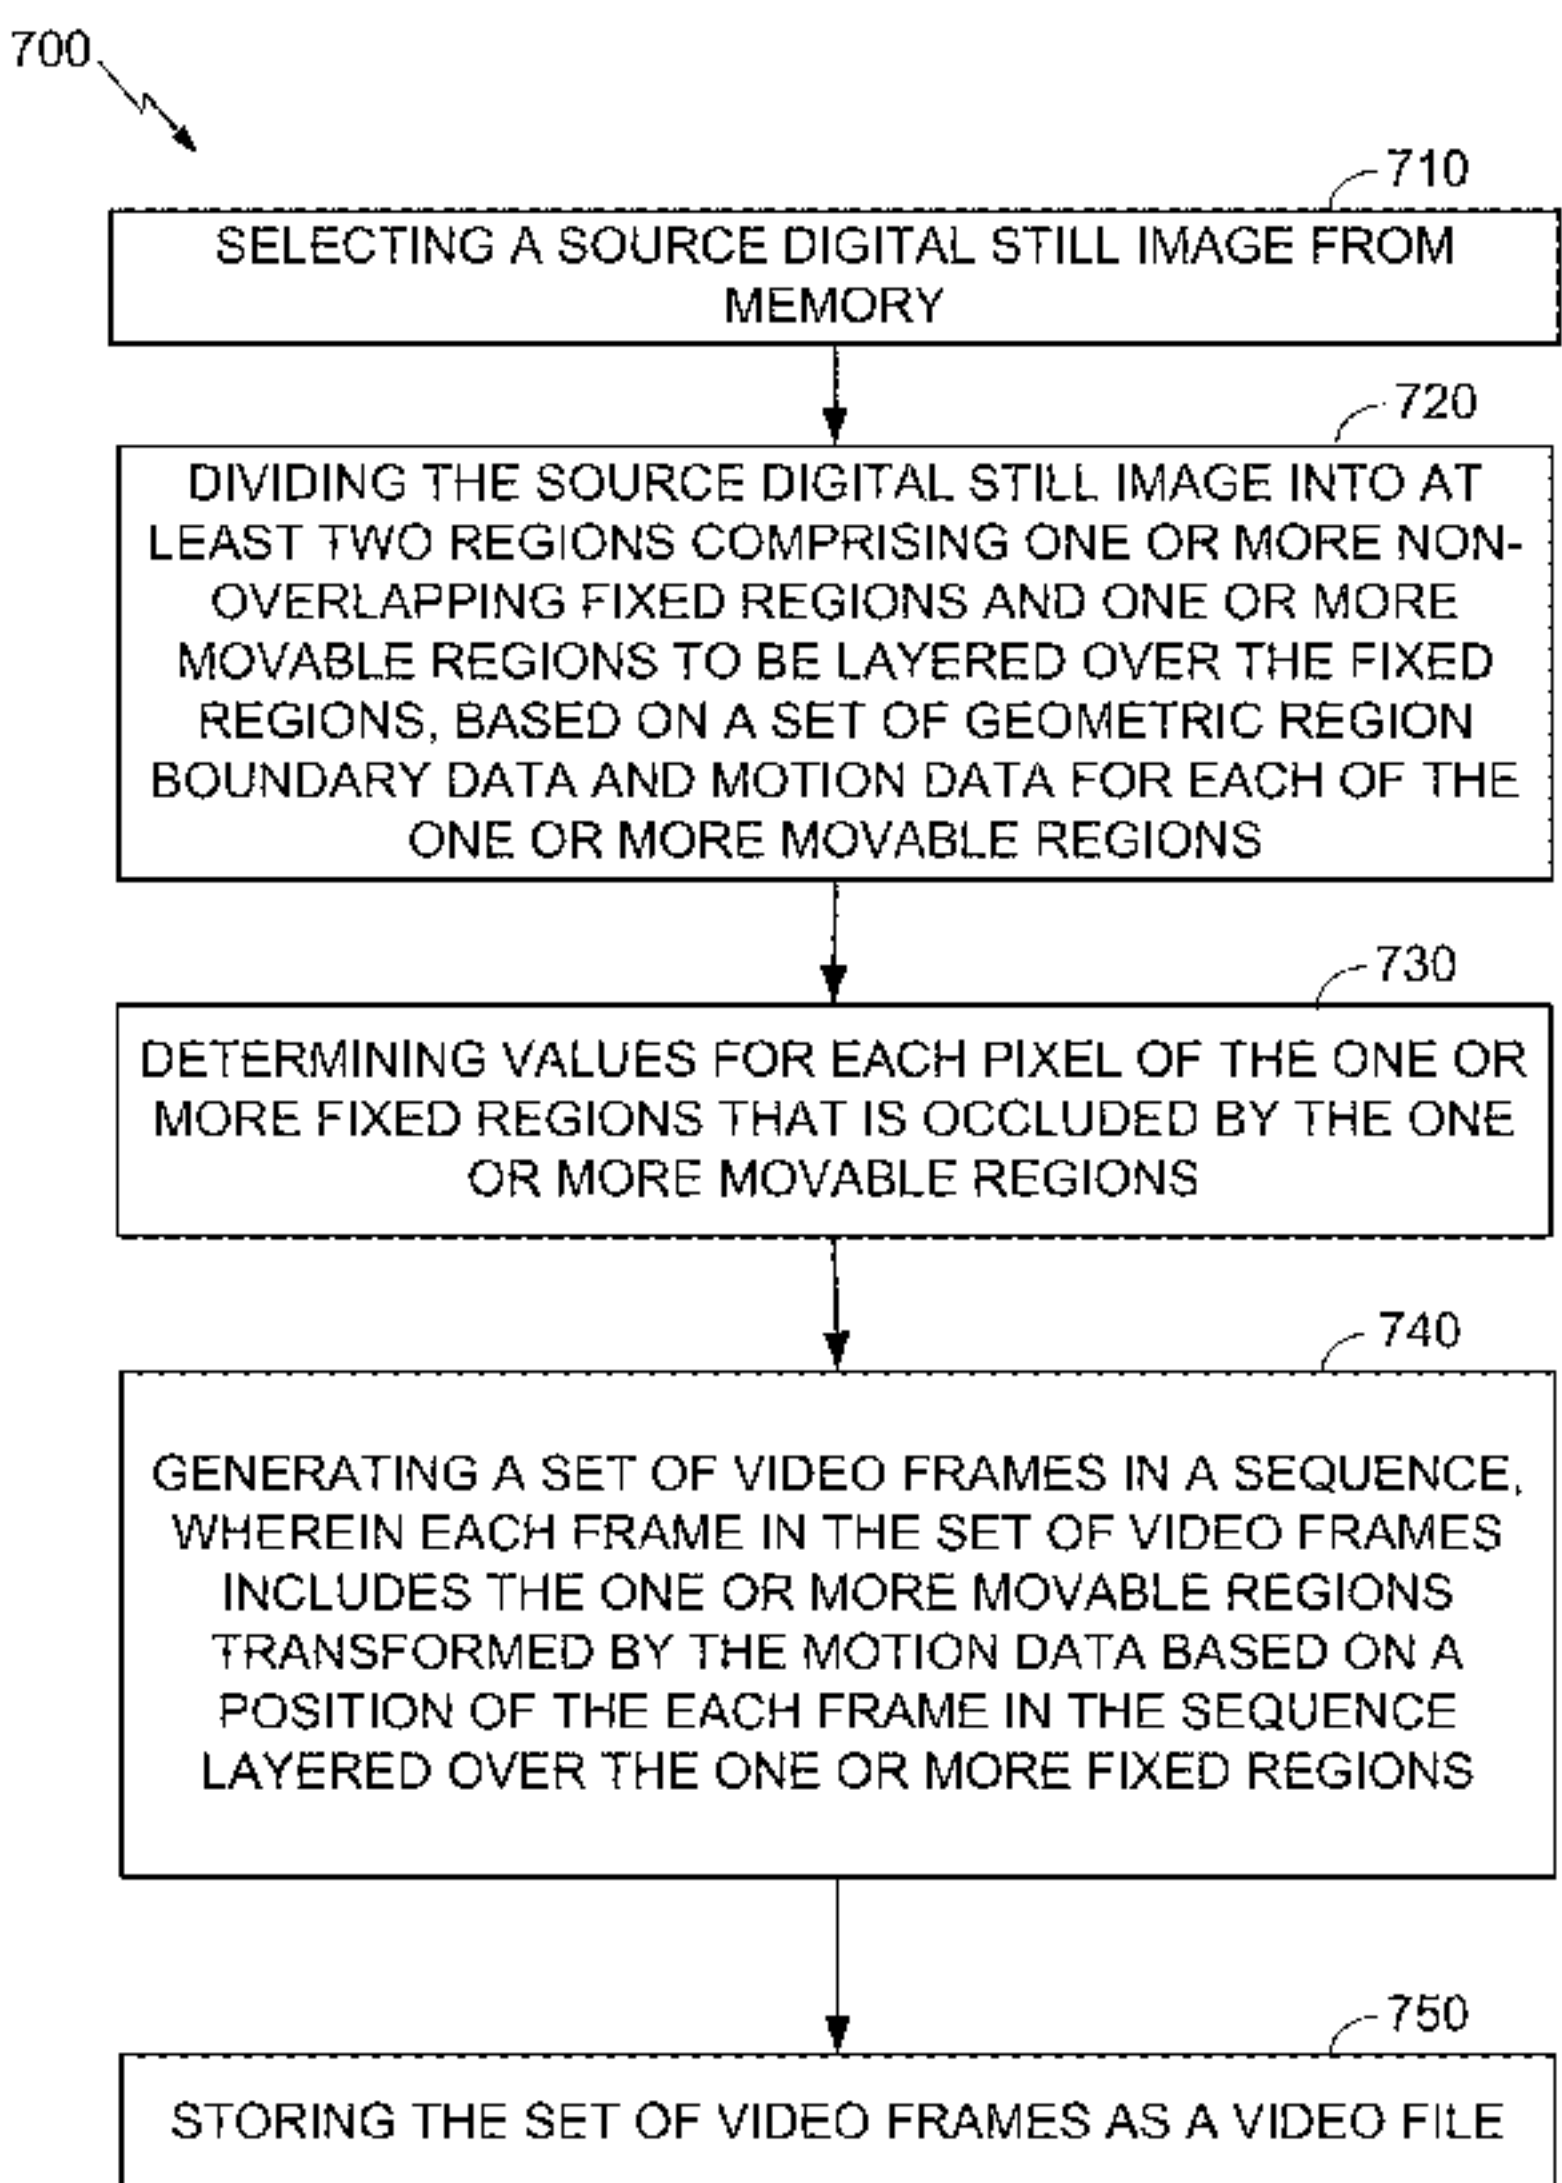 700
710
SELECTING A SOURCE DIGITAL STILL IMAGE FROM
MEMORY
720
DIVIDING THE SOURCE DIGITAL STILL IMAGE INTO AT
LEAST TWO REGIONS COMPRISING ONE OR MORE NON-
OVERLAPPING FIXED REGIONS AND ONE OR MORE
MOVABLE REGIONS TO BE LAYERED OVER THE FIXED
REGIONS, BASED ON A SET OF GEOMETRIC REGION
BOUNDARY DATA AND MOTION DATA FOR EACH OF THE
ONE OR MORE MOVABLE REGIONS
730
DETERMINING VALUES FOR EACH PIXEL OF THE ONE OR
MORE FIXED REGIONS THAT IS OCCLUDED BY THE ONE
OR MORE MOVABLE REGIONS
740
GENERATING A SET OF VIDEO FRAMES IN A SEQUENCE,
WHEREIN EACH FRAME IN THE SET OF VIDEO FRAMES
INCLUDES THE ONE OR MORE MOVABLE REGIONS
TRANSFORMED BY THE MOTION DATA BASED ON A
POSITION OF THE EACH FRAME IN THE SEQUENCE
LAYERED OVER THE ONE OR MORE FIXED REGIONS
750
STORING THE SET OF VIDEO FRAMES AS A VIDEO FILE